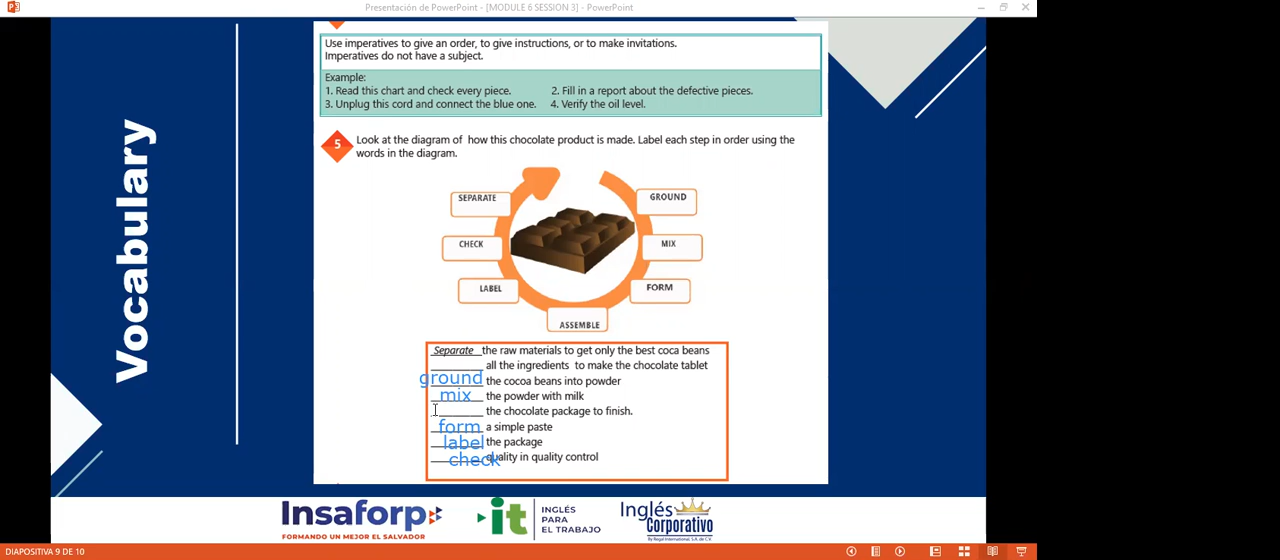 Presentación de PowerPoint - [MODULE 6 SESSION 3] - PowerPoint
Vocabulary
Use imperatives to give an order, to give instructions, or to make invitations.
Imperatives do not have a subject.
Example:
1. Read this chart and check every piece. 2. Fill in a report about the defective pieces.
3. Unplug this cord and connect the blue one. 4. Verify the oil level.
5 Look at the diagram of how this chocolate product is made. Label each step in order using the
words in the diagram.
SEPARATE GROUND
CHECK MIX
LABEL FORM
ASSEMBLE
Separate the raw materials to get only the best coca beans
all the ingredients to make the chocolate tablet
ground the cocoa beans into powder
mix the powder with milk
the chocolate package to finish.
form a simple paste
label the package
check quality in quality control
Insaforp
FORMANDO UN MEJOR EL SALVADOR
it INGLÉS
PARA
EL TRABAJO
Inglés
Corporativo
By Regal International, S.A. de C.V.
DIAPOSITIVA 9 DE 10